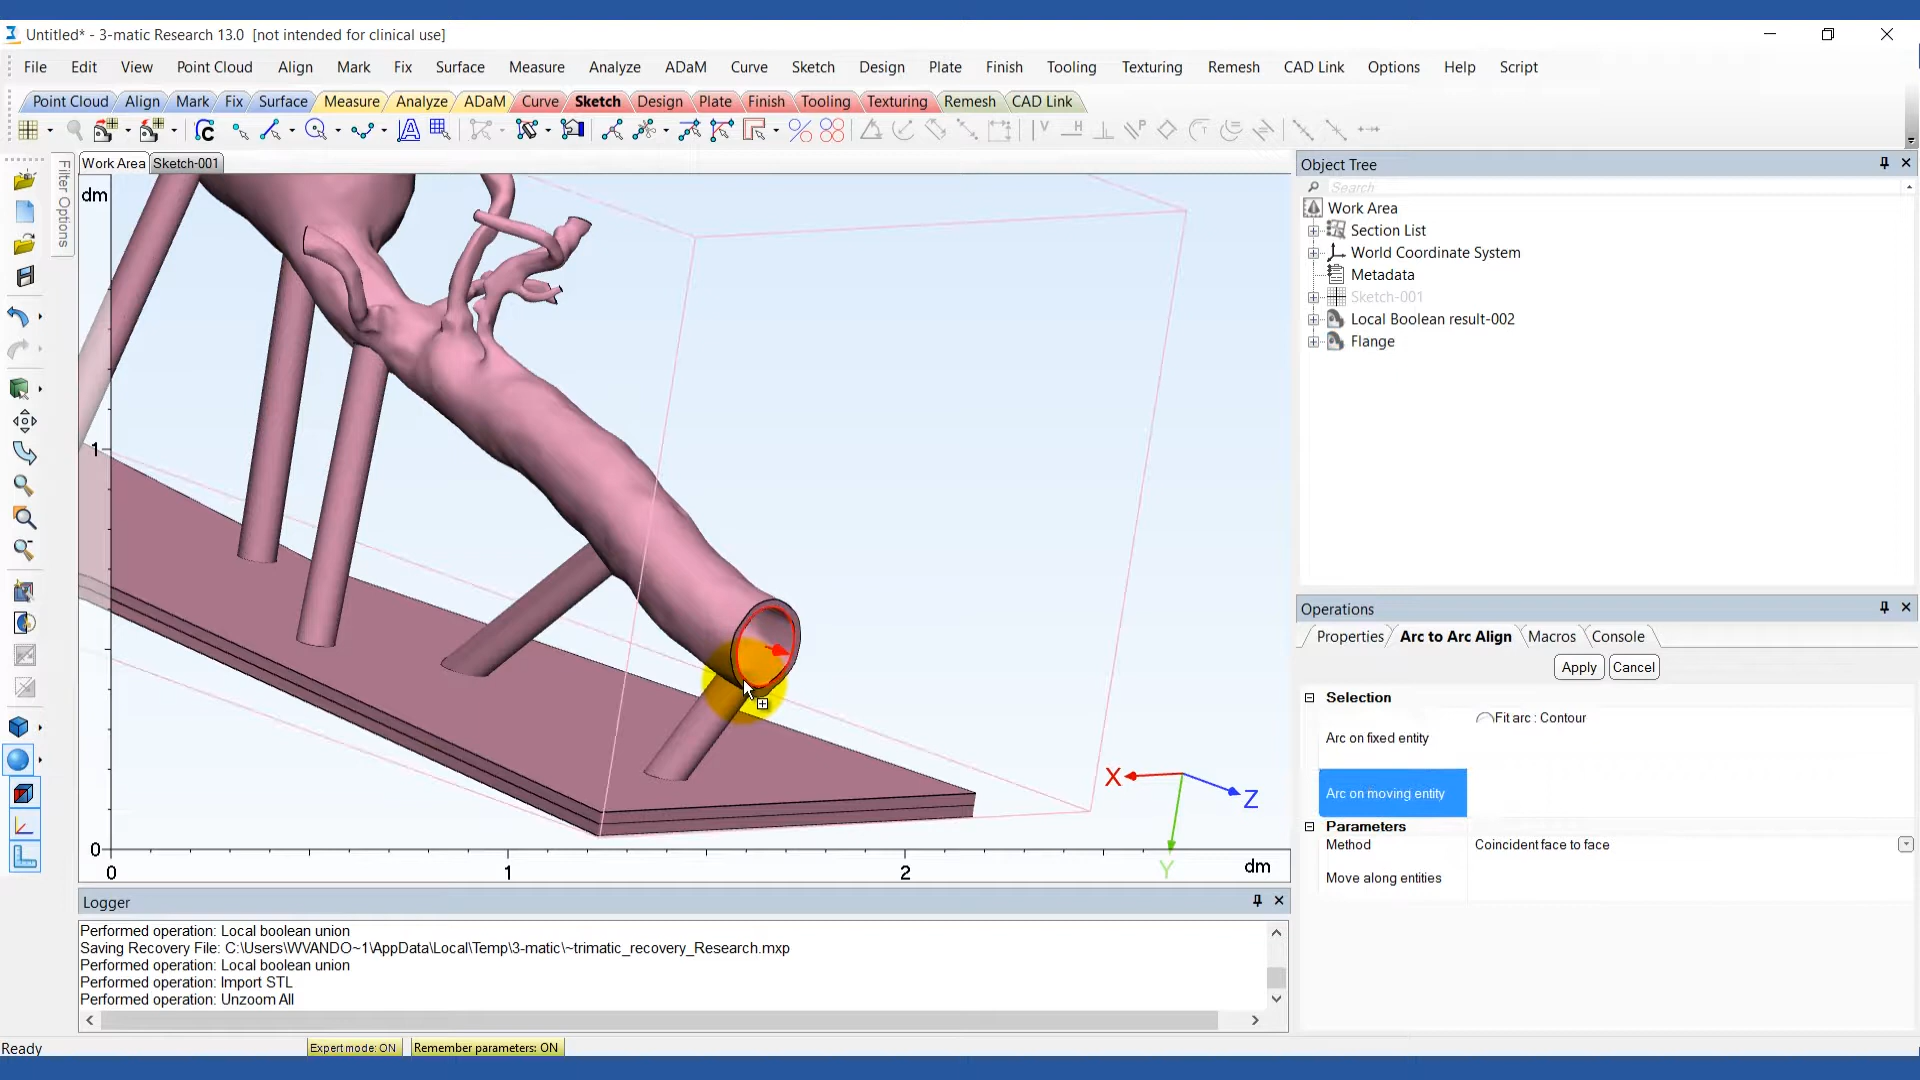 Untitled* - 3-matic Research 13.0 [not intended for clinical use]
File Edit View Point Cloud Align Mark Fix Surface Measure Analyze ADaM Curve Sketch Design Plate Finish Tooling Texturing Remesh CAD Link Options Help Script
Point Cloud Align Mark Fix Surface Measure Analyze ADaM Curve Sketch Design Plate Finish Tooling Texturing Remesh CAD Link
Filter Options
Work Area Sketch-001
dm
1
0
0 1 2 dm
X
Z
Y
Logger
Performed operation: Local boolean union
Saving Recovery File: C:\Users\WVANDO~1\AppData\Local\Temp\3-matic\~trimatic_recovery_Research.mxp
Performed operation: Local boolean union
Performed operation: Import STL
Performed operation: Unzoom All
Object Tree
Search
Work Area
Section List
World Coordinate System
Metadata
Sketch-001
Local Boolean result-002
Flange
Operations
Properties Arc to Arc Align Macros Console
Apply Cancel
Selection
Arc on fixed entity Fit arc : Contour
Arc on moving entity
Parameters
Method Coincident face to face
Move along entities
Ready Expert mode: ON Remember parameters: ON